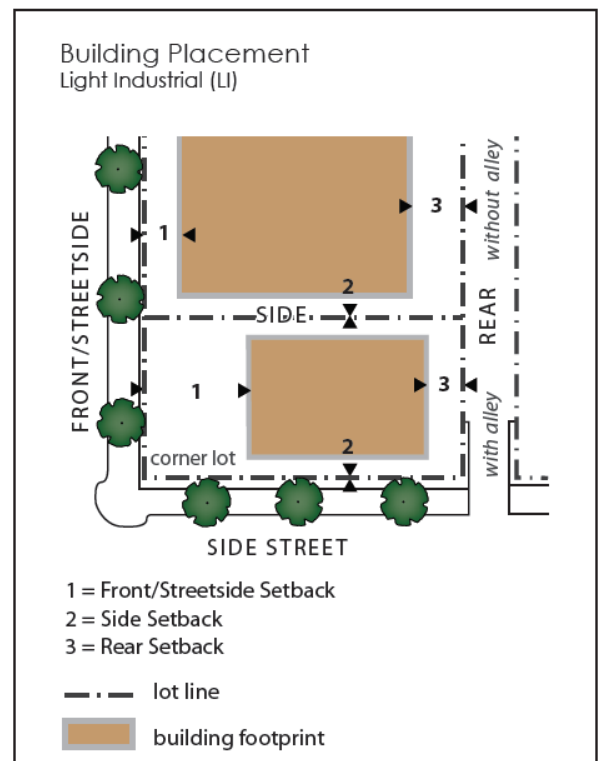 Building Placement
Light Industrial (LI)
FRONT/STREETSIDE
1
3
without alley
2
SIDE
REAR
1
3
with alley
2
corner lot
SIDE STREET
1 = Front/Streetside Setback
2 = Side Setback
3 = Rear Setback
lot line
building footprint